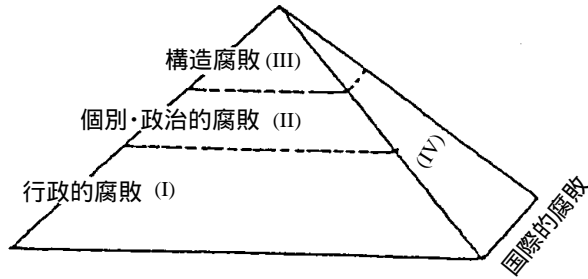 構造腐敗 (III)
個別・政治的腐敗 (II)
行政的腐敗 (I)
(IV)
国際的腐敗